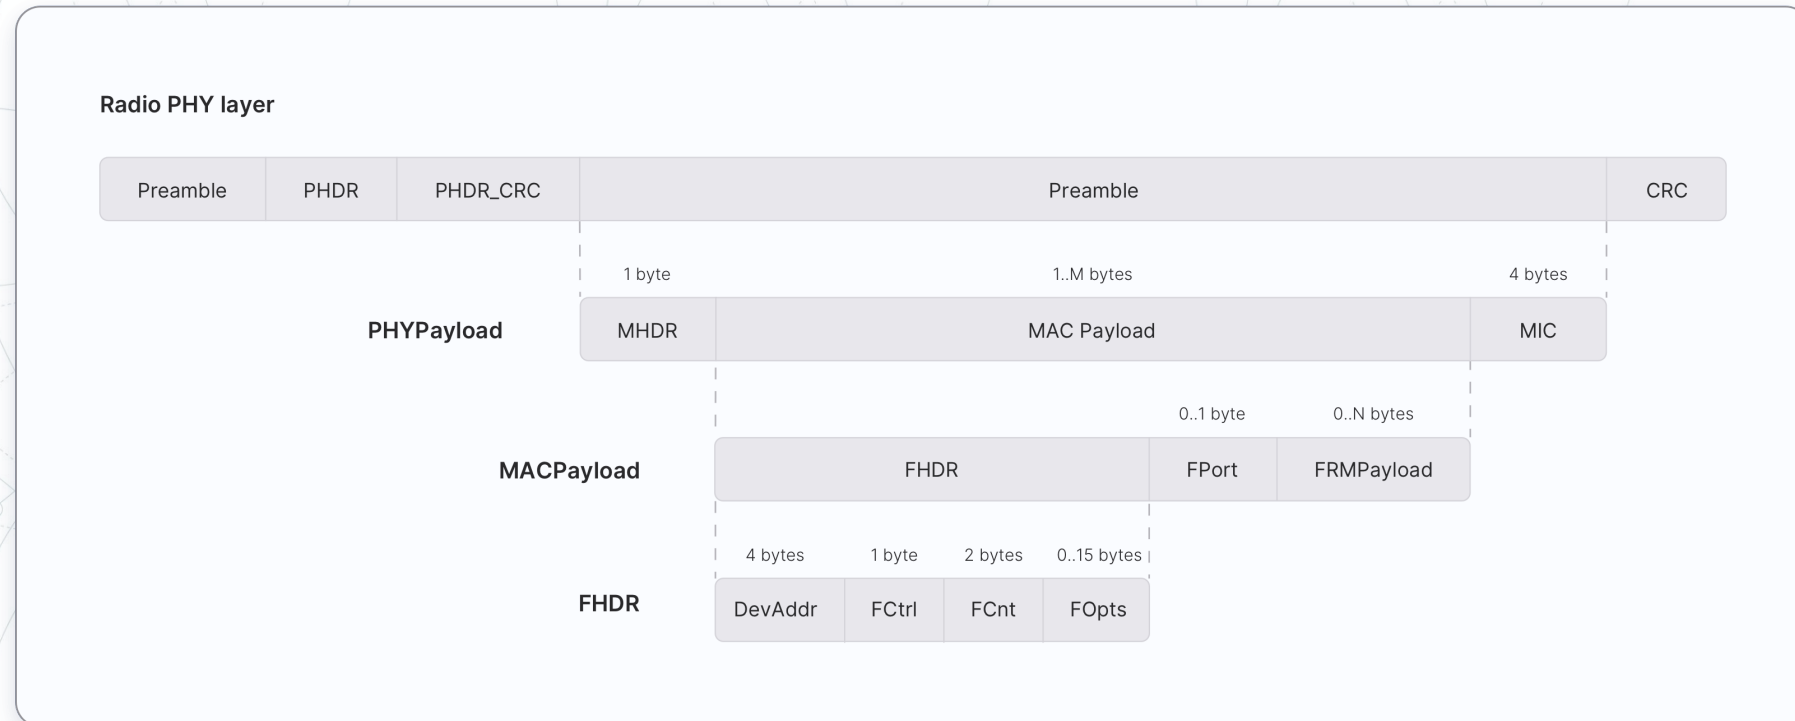 Radio PHY layer
Preamble PHDR PHDR_CRC Preamble CRC
1 byte 1..M bytes 4 bytes
PHYPayload MHDR MAC Payload MIC
0..1 byte 0..N bytes
MACPayload FHDR FPort FRMPayload
4 bytes 1 byte 2 bytes 0..15 bytes
FHDR DevAddr FCtrl FCnt FOpts